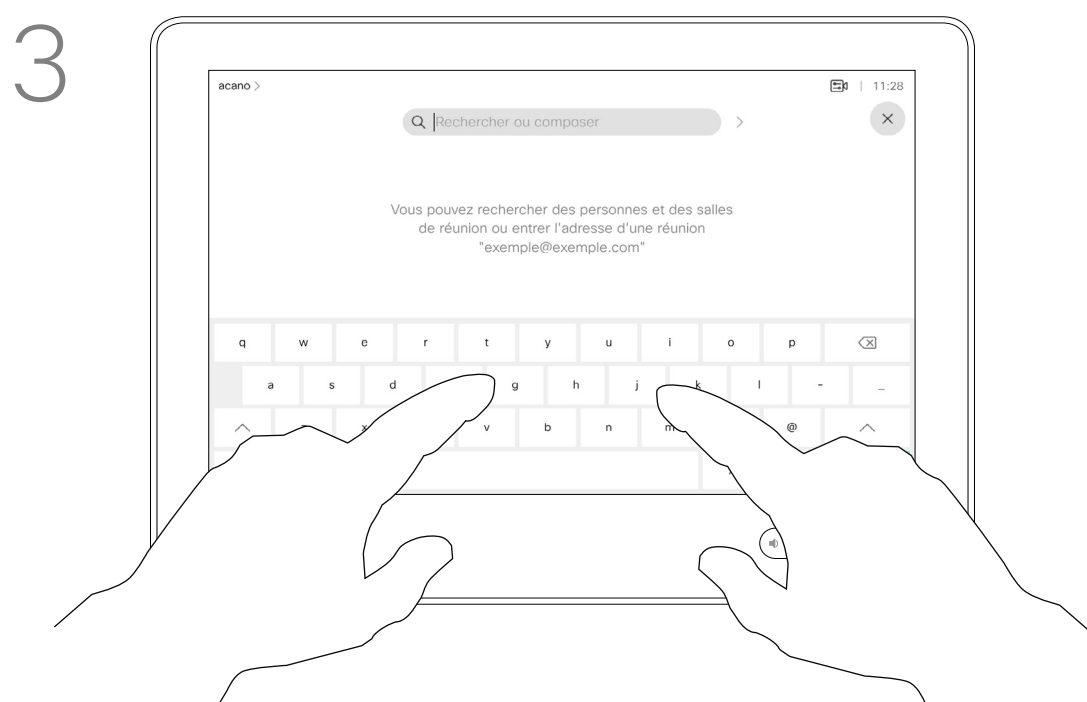 3
acano >
11:28
Rechercher ou composer
Vous pouvez rechercher des personnes et des salles
de réunion ou entrer l'adresse d'une réunion
"exemple@exemple.com"
q w e r t y u i o p
a s d g h j k l - _
x v b n m @